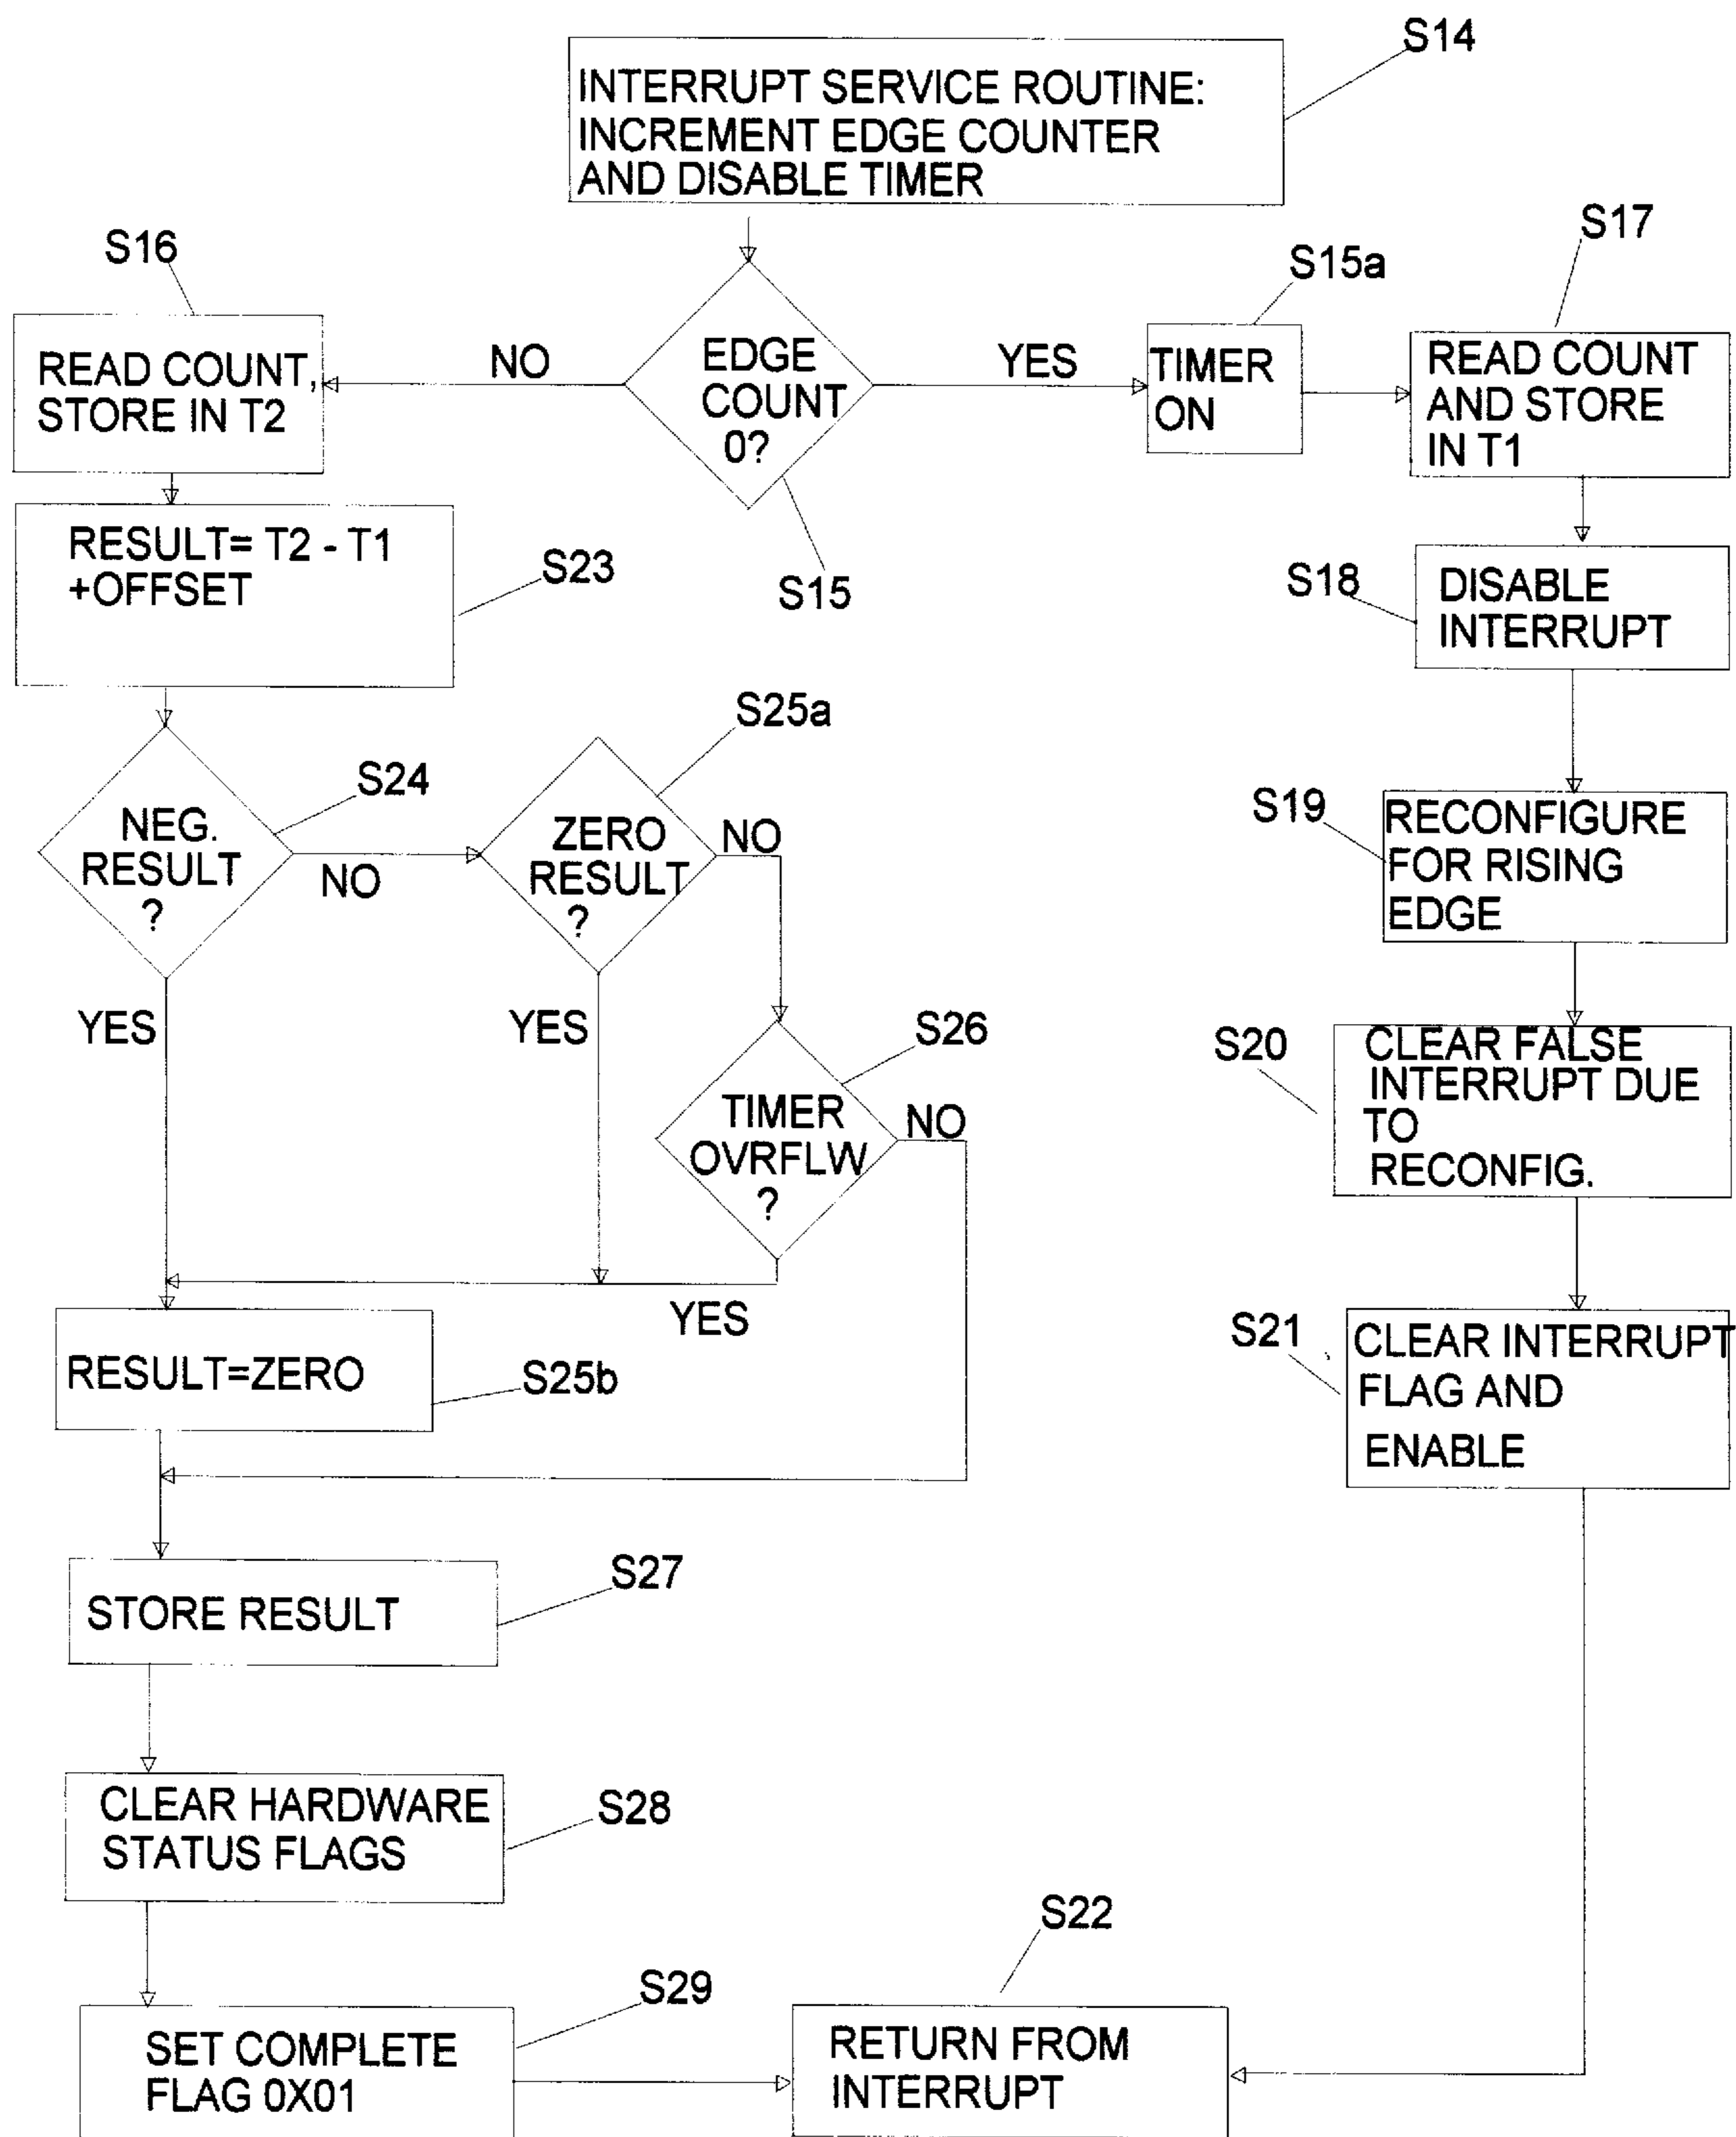 S14
INTERRUPT SERVICE ROUTINE:
INCREMENT EDGE COUNTER
AND DISABLE TIMER
S16
READ COUNT,
STORE IN T2
NO
EDGE
COUNT
0?
S15
YES
S15a
TIMER
ON
S17
READ COUNT
AND STORE
IN T1
RESULT= T2 - T1
+OFFSET
S23
S18
DISABLE
INTERRUPT
NEG.
RESULT
?
S24
NO
YES
S25a
ZERO
RESULT
?
NO
YES
S19
RECONFIGURE
FOR RISING
EDGE
S26
TIMER
OVRFLW
?
NO
YES
S20
CLEAR FALSE
INTERRUPT DUE
TO
RECONFIG.
RESULT=ZERO
S25b
S21
CLEAR INTERRUPT
FLAG AND
ENABLE
STORE RESULT
S27
CLEAR HARDWARE
STATUS FLAGS
S28
SET COMPLETE
FLAG 0X01
S29
S22
RETURN FROM
INTERRUPT